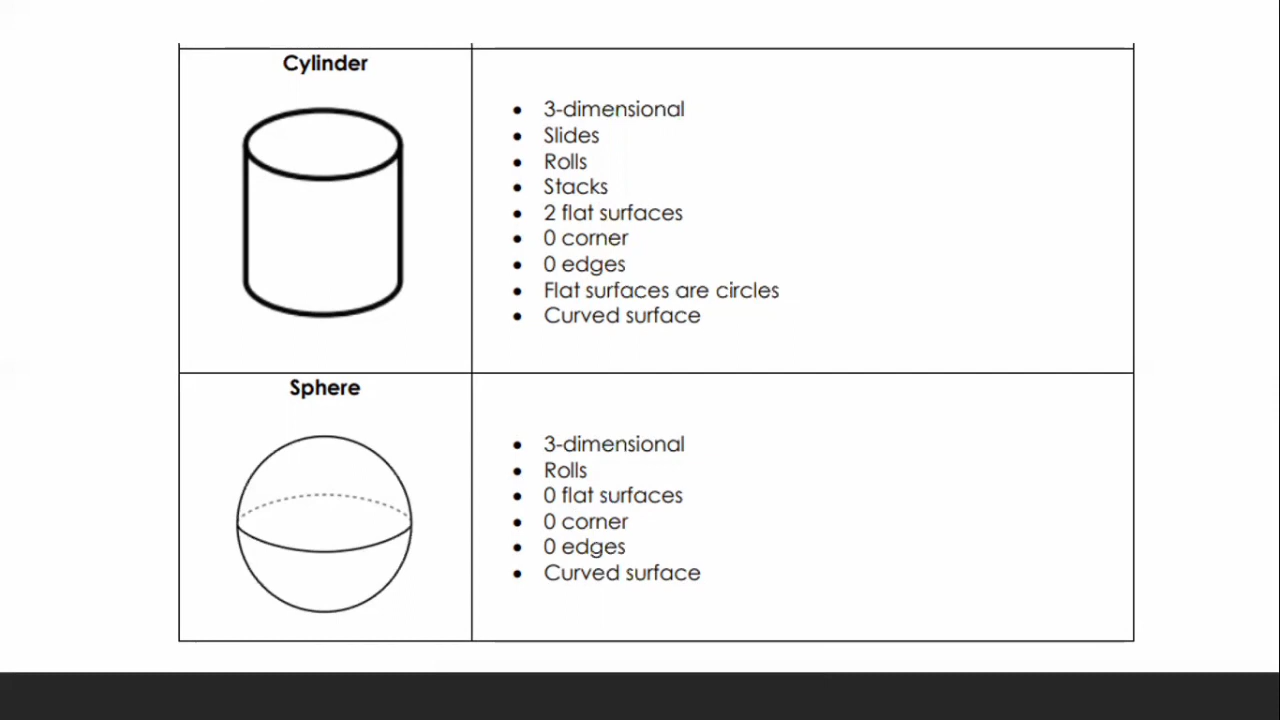 Cylinder
• 3-dimensional
• Slides
• Rolls
• Stacks
• 2 flat surfaces
• 0 corner
• 0 edges
• Flat surfaces are circles
• Curved surface
Sphere
• 3-dimensional
• Rolls
• 0 flat surfaces
• 0 corner
• 0 edges
• Curved surface